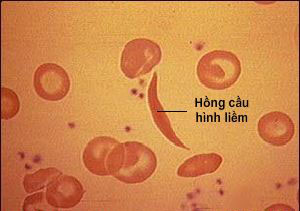 Hồng cầu
hình liềm